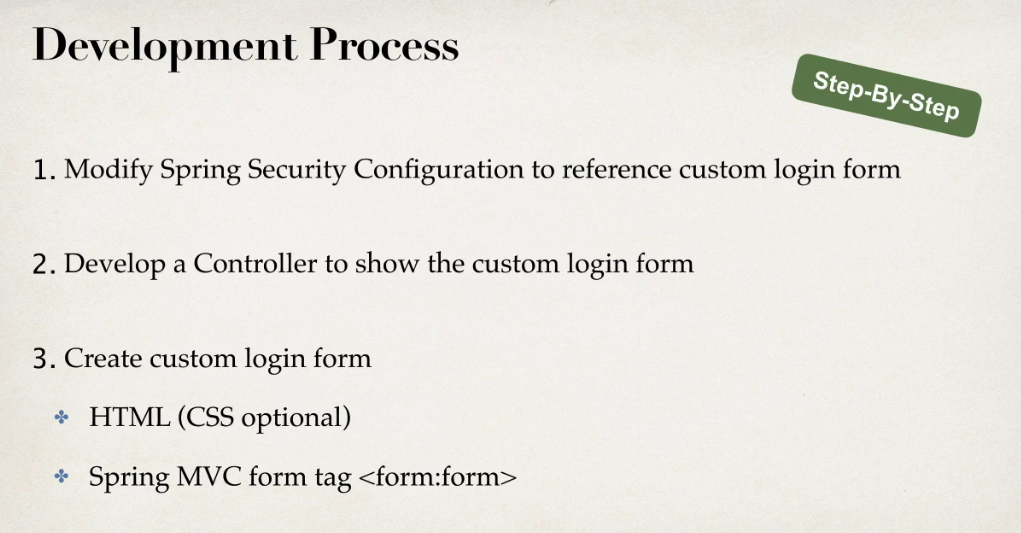 Development Process
Step-By-Step
1. Modify Spring Security Configuration to reference custom login form
2. Develop a Controller to show the custom login form
3. Create custom login form
HTML (CSS optional)
Spring MVC form tag <form:form>